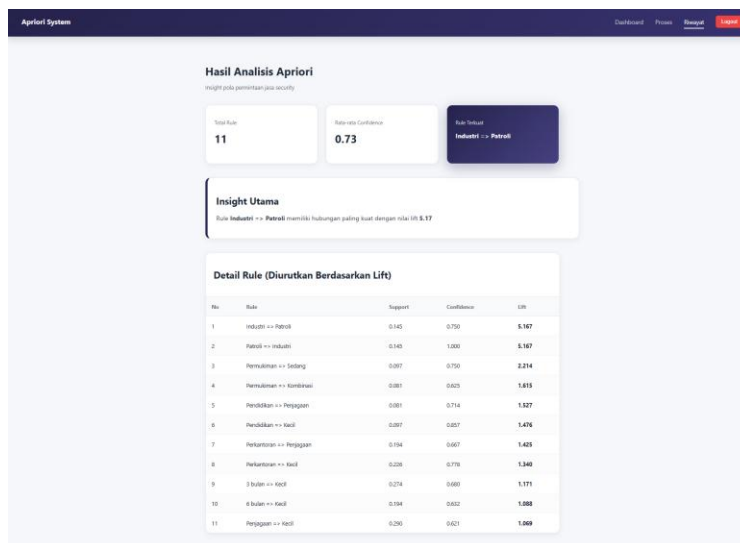 Apriori System
Dashboard Proses Riwayat Logout
Hasil Analisis Apriori
Insight pola permintaan jasa security
Total Rule
11
Rata-rata Confidence
0.73
Rule Terkuat
Industri => Patroli
Insight Utama
Rule Industri => Patroli memiliki hubungan paling kuat dengan nilai lift 5.17
Detail Rule (Diurutkan Berdasarkan Lift)
No Rule Support Confidence Lift
1 Industri => Patroli 0.145 0.750 5.167
2 Patroli => Industri 0.145 1.000 5.167
3 Permukiman => Sedang 0.097 0.750 2.214
4 Permukiman => Kombinasi 0.081 0.625 1.615
5 Pendidikan => Penjagaan 0.081 0.714 1.527
6 Pendidikan => Kecil 0.097 0.857 1.476
7 Perkantoran => Penjagaan 0.194 0.667 1.425
8 Perkantoran => Kecil 0.226 0.778 1.340
9 3 bulan => Kecil 0.274 0.680 1.171
10 6 bulan => Kecil 0.194 0.632 1.088
11 Penjagaan => Kecil 0.290 0.621 1.069